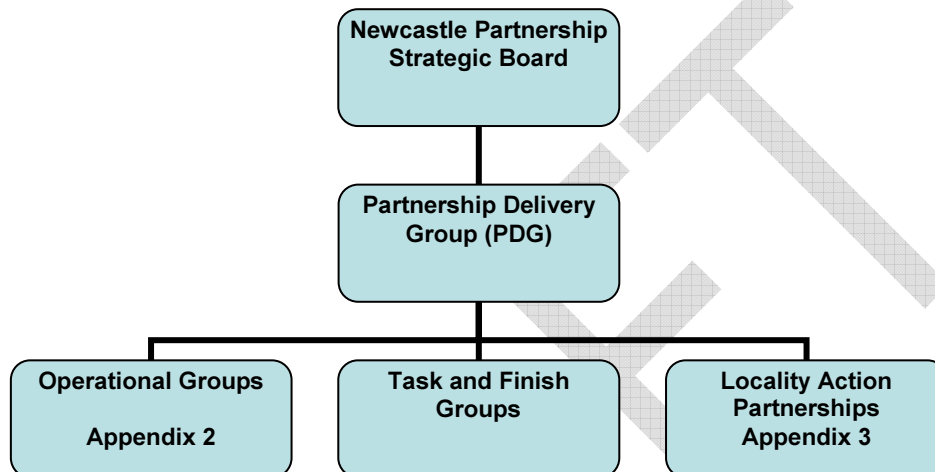 Newcastle Partnership
Strategic Board
Partnership Delivery
Group (PDG)
Operational Groups
Appendix 2
Task and Finish
Groups
Locality Action
Partnerships
Appendix 3